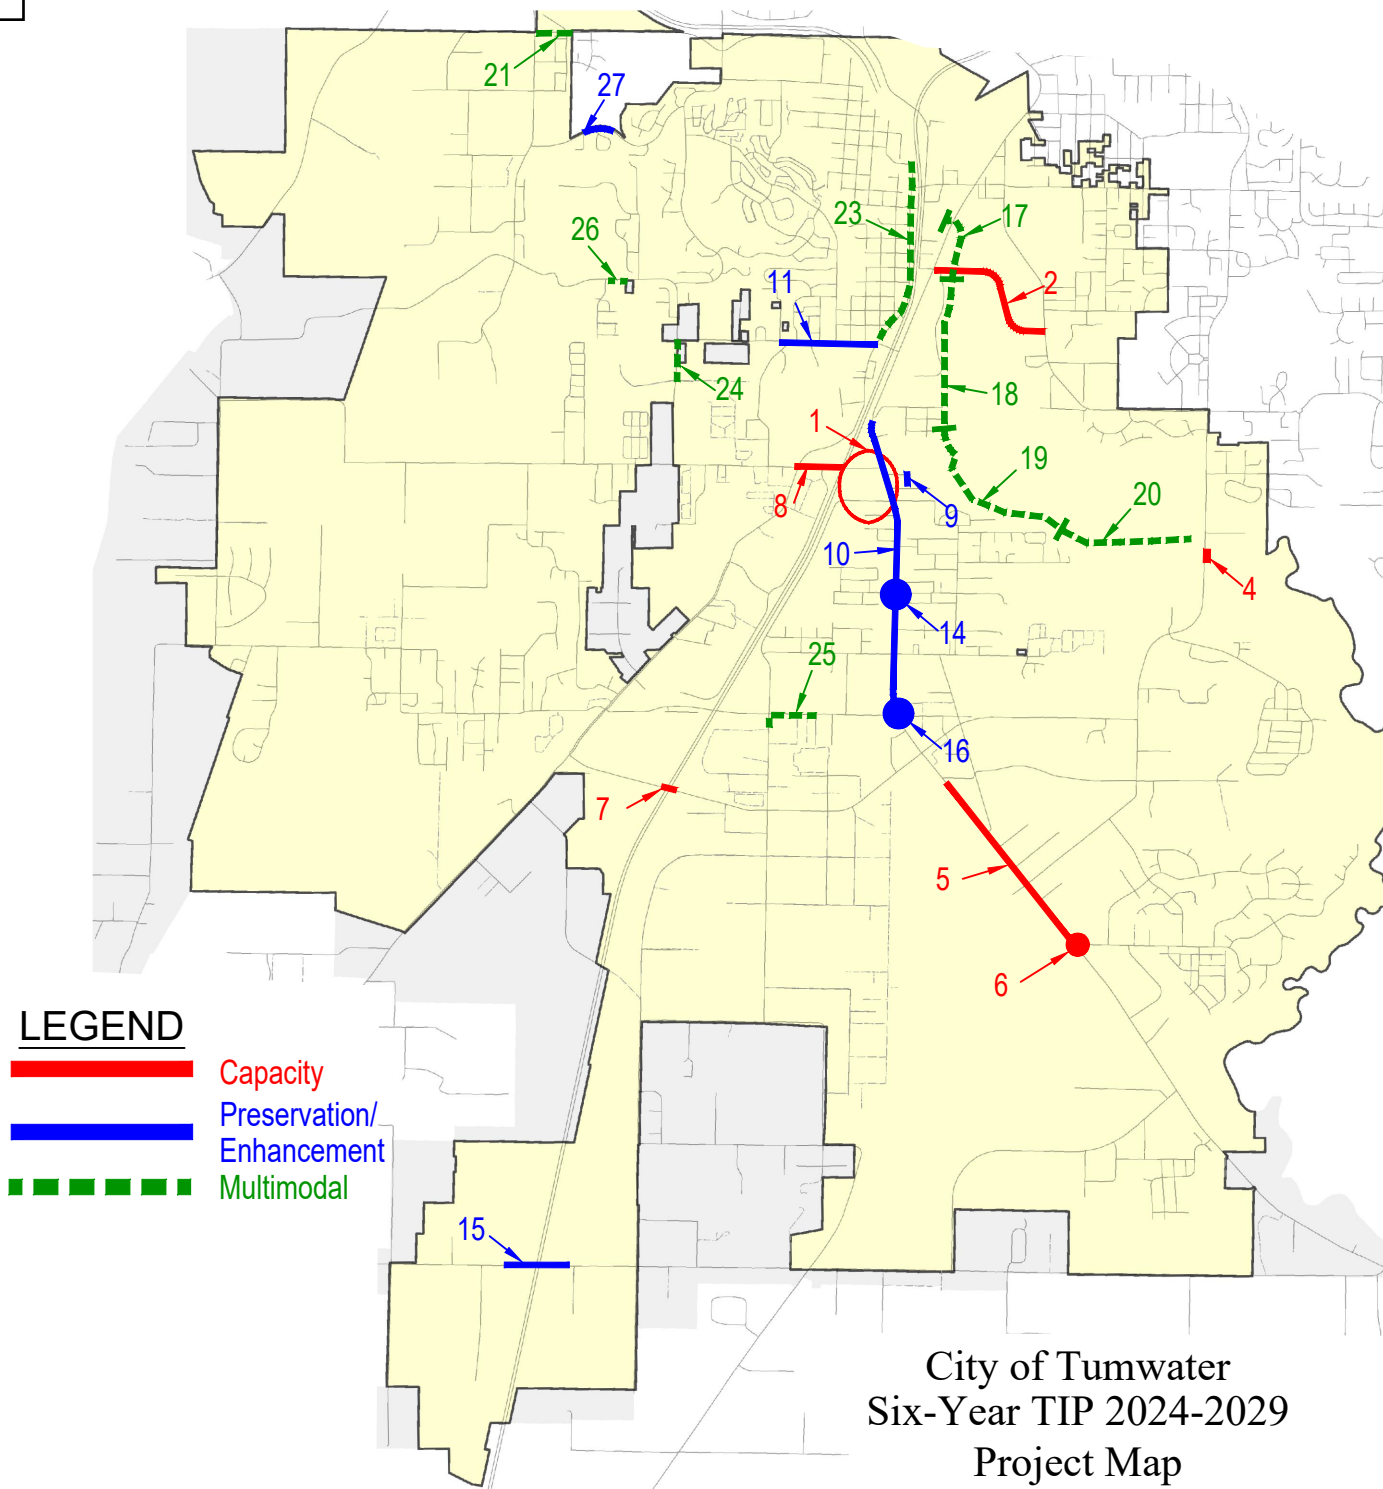 21
27
23
17
26
11
2
24
18
1
19
20
8
9
10
4
14
25
16
7
5
6
LEGEND
Capacity
Preservation/
Enhancement
Multimodal
15
City of Tumwater
Six-Year TIP 2024-2029
Project Map